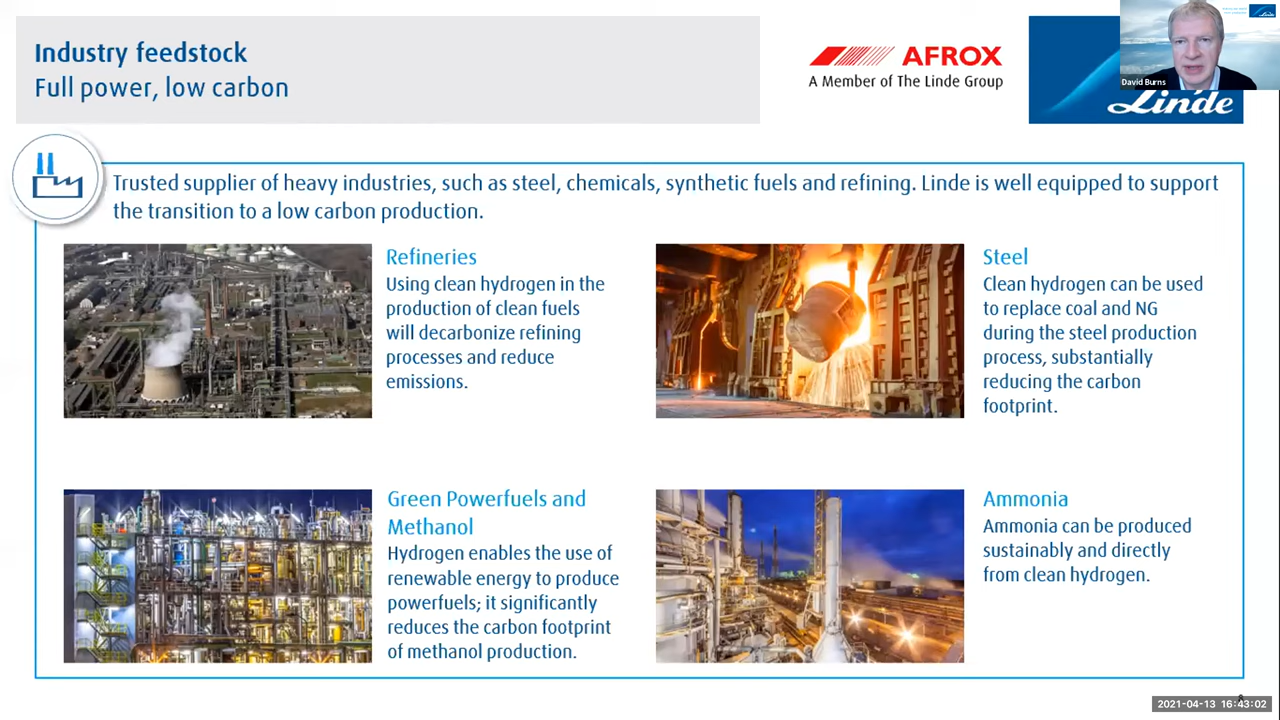 Industry feedstock
Full power, low carbon
AFROX
A Member of The Linde Group
David Burns
Linde
Trusted supplier of heavy industries, such as steel, chemicals, synthetic fuels and refining. Linde is well equipped to support
the transition to a low carbon production.
Refineries
Using clean hydrogen in the
production of clean fuels
will decarbonize refining
processes and reduce
emissions.
Steel
Clean hydrogen can be used
to replace coal and NG
during the steel production
process, substantially
reducing the carbon
footprint.
Green Powerfuels and
Methanol
Hydrogen enables the use of
renewable energy to produce
powerfuels; it significantly
reduces the carbon footprint
of methanol production.
Ammonia
Ammonia can be produced
sustainably and directly
from clean hydrogen.
2021-04-13 16:43:02